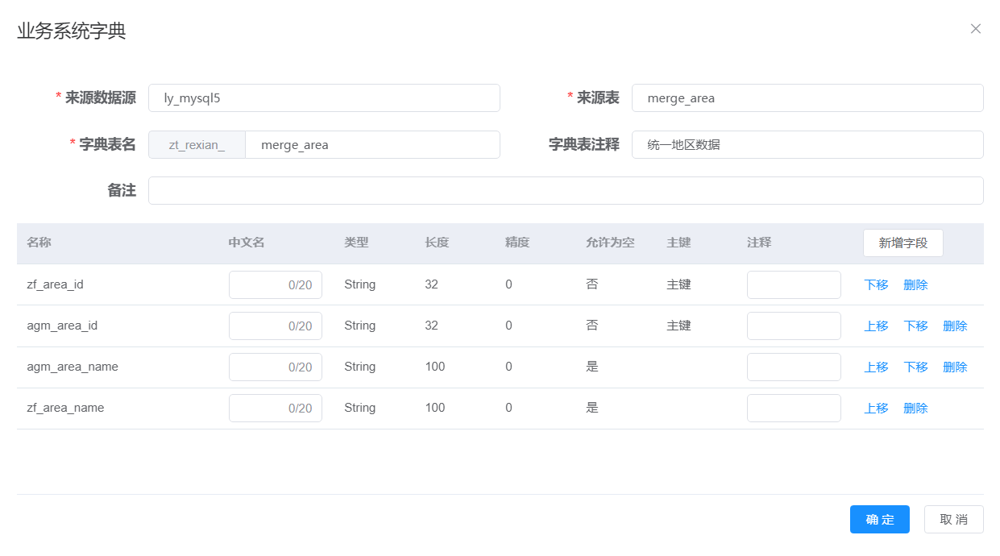 业务系统字典
* 来源数据源 ly_mysql5 * 来源表 merge_area
* 字典表名 zt_rexian_ merge_area 字典表注释 统一地区数据
备注
名称 中文名 类型 长度 精度 允许为空 主键 注释 新增字段
zf_area_id 0/20 String 32 0 否 主键 下移 删除
agm_area_id 0/20 String 32 0 否 主键 上移 下移 删除
agm_area_name 0/20 String 100 0 是 上移 下移 删除
zf_area_name 0/20 String 100 0 是 上移 删除
确 定 取 消